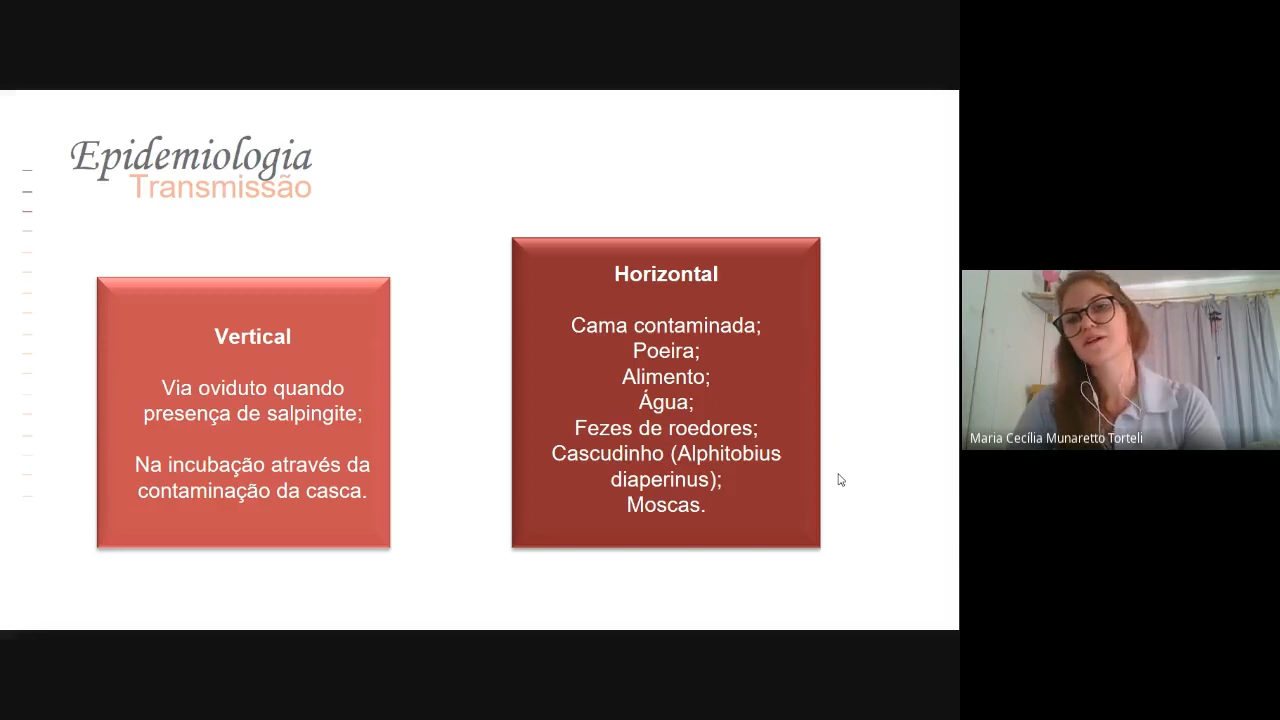 Epidemiologia
Transmissão
Vertical
Via oviduto quando
presença de salpingite;
Na incubação através da
contaminação da casca.
Horizontal
Cama contaminada;
Poeira;
Alimento;
Água;
Fezes de roedores;
Cascudinho (Alphitobius
diaperinus);
Moscas.
Maria Cecília Munaretto Torteli